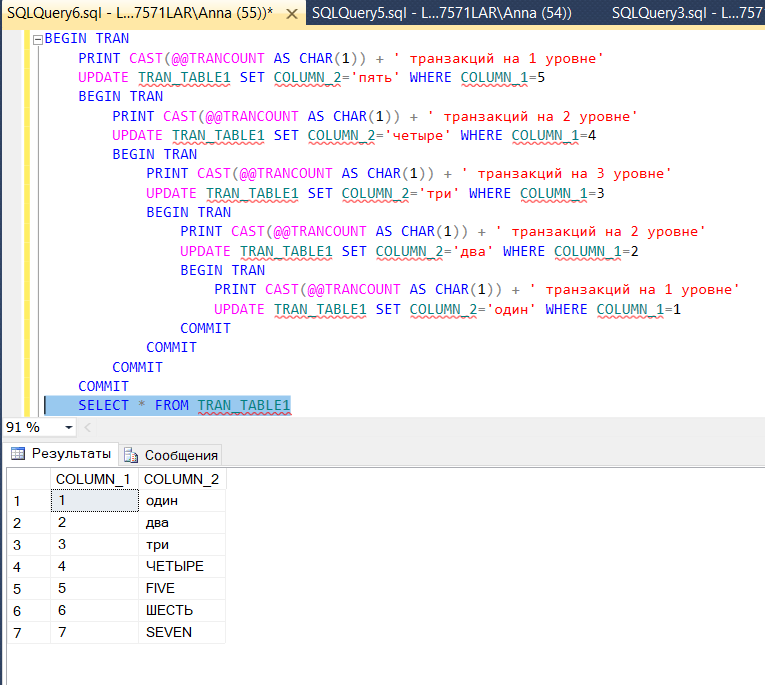 SQLQuery6.sql - L...7571LAR\Anna (55))* SQLQuery5.sql - L...7571LAR\Anna (54)) SQLQuery3.sql - L...757
BEGIN TRAN
PRINT CAST(@@TRANCOUNT AS CHAR(1)) + ' транзакций на 1 уровне'
UPDATE TRAN_TABLE1 SET COLUMN_2='пять' WHERE COLUMN_1=5
BEGIN TRAN
PRINT CAST(@@TRANCOUNT AS CHAR(1)) + ' транзакций на 2 уровне'
UPDATE TRAN_TABLE1 SET COLUMN_2='четыре' WHERE COLUMN_1=4
BEGIN TRAN
PRINT CAST(@@TRANCOUNT AS CHAR(1)) + ' транзакций на 3 уровне'
UPDATE TRAN_TABLE1 SET COLUMN_2='три' WHERE COLUMN_1=3
BEGIN TRAN
PRINT CAST(@@TRANCOUNT AS CHAR(1)) + ' транзакций на 2 уровне'
UPDATE TRAN_TABLE1 SET COLUMN_2='два' WHERE COLUMN_1=2
BEGIN TRAN
PRINT CAST(@@TRANCOUNT AS CHAR(1)) + ' транзакций на 1 уровне'
UPDATE TRAN_TABLE1 SET COLUMN_2='один' WHERE COLUMN_1=1
COMMIT
COMMIT
COMMIT
COMMIT
SELECT * FROM TRAN_TABLE1
91 %
Результаты Сообщения
COLUMN_1 COLUMN_2
1 1 один
2 2 два
3 3 три
4 4 ЧЕТЫРЕ
5 5 FIVE
6 6 ШЕСТЬ
7 7 SEVEN